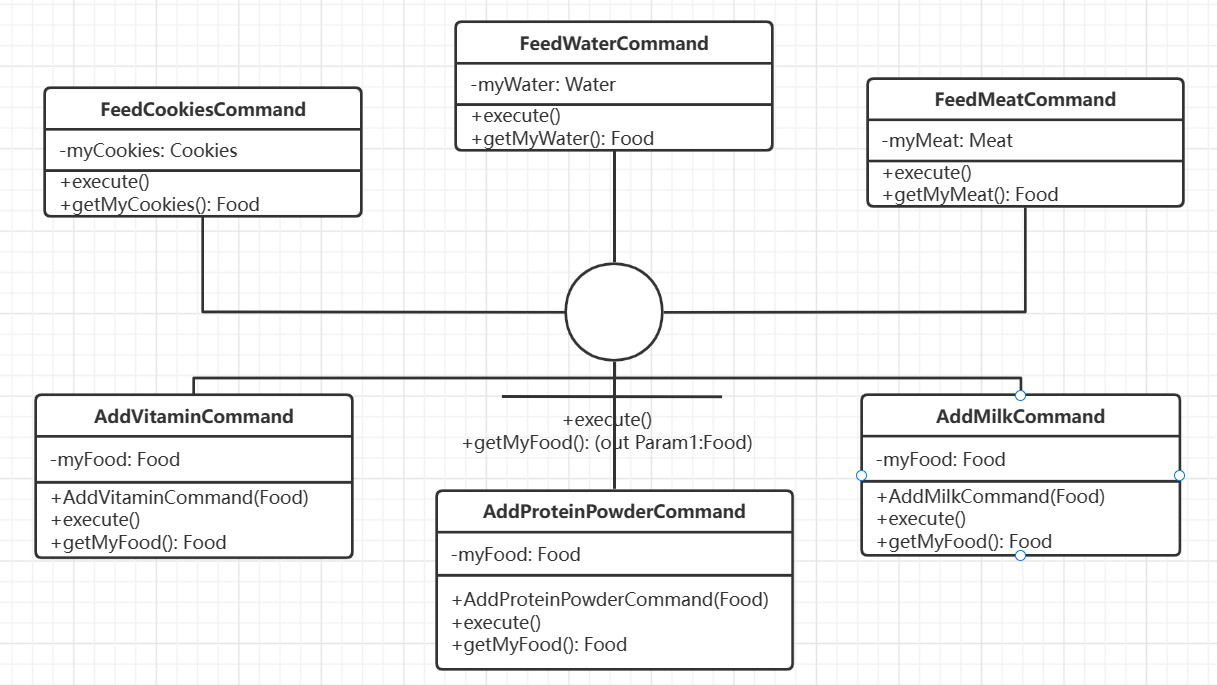 FeedWaterCommand
-myWater: Water
+execute()
+getMyWater(): Food
FeedCookiesCommand
-myCookies: Cookies
+execute()
+getMyCookies(): Food
FeedMeatCommand
-myMeat: Meat
+execute()
+getMyMeat(): Food
AddVitaminCommand
-myFood: Food
+AddVitaminCommand(Food)
+execute()
+getMyFood(): Food
+execute()
+getMyFood(): (out Param1:Food)
AddMilkCommand
-myFood: Food
+AddMilkCommand(Food)
+execute()
+getMyFood(): Food
AddProteinPowderCommand
-myFood: Food
+AddProteinPowderCommand(Food)
+execute()
+getMyFood(): Food